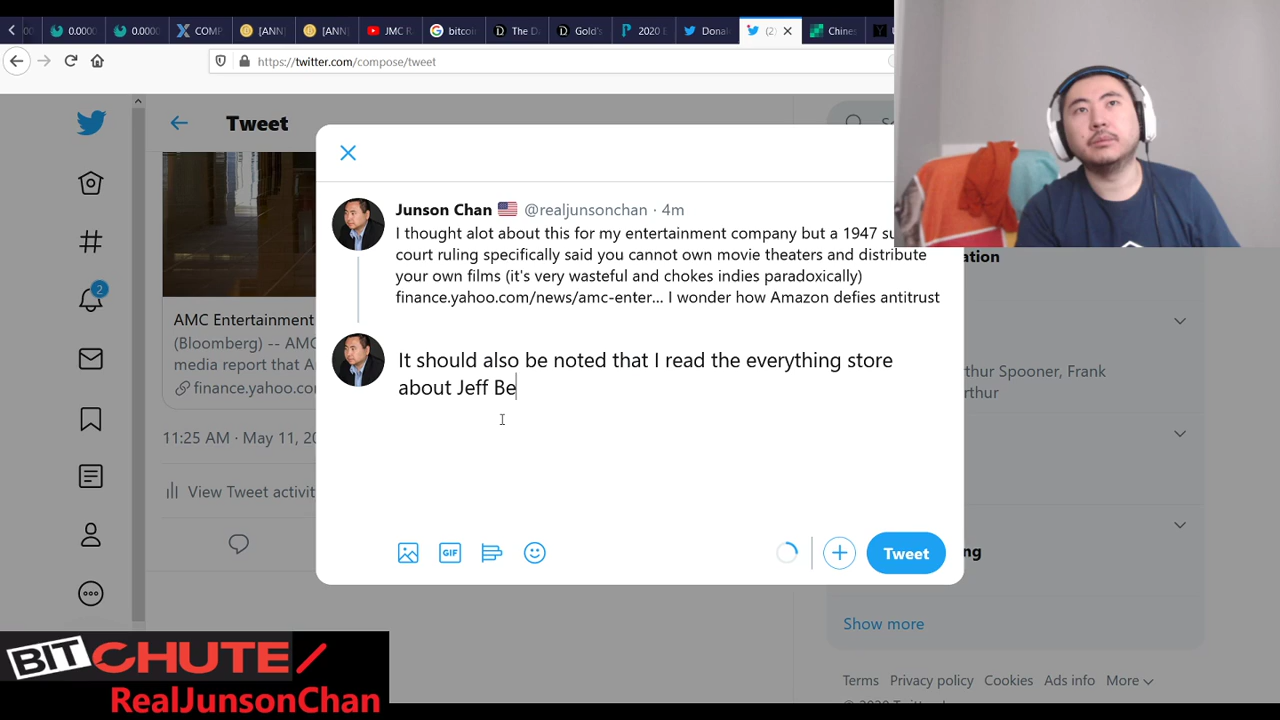 0.0000
0.0000
COMP
[ANN]
[ANN]
JMC R
bitcoi
The D
Gold's
2020 E
Donal
(2)
Chines
https://twitter.com/compose/tweet
Tweet
Junson Chan @realjunsonchan · 4m
I thought alot about this for my entertainment company but a 1947 su
court ruling specifically said you cannot own movie theaters and distribute
your own films (it's very wasteful and chokes indies paradoxically)
finance.yahoo.com/news/amc-enter... I wonder how Amazon defies antitrust
It should also be noted that I read the everything store
about Jeff Be
GIF
Tweet
AMC Entertainment
(Bloomberg) -- AMC
media report that A
finance.yahoo.co
11:25 AM · May 11, 20
View Tweet activit
2
ation
thur Spooner, Frank
rthur
ng
Show more
Terms Privacy policy Cookies Ads info More
BITCHUTE/
RealJunsonChan